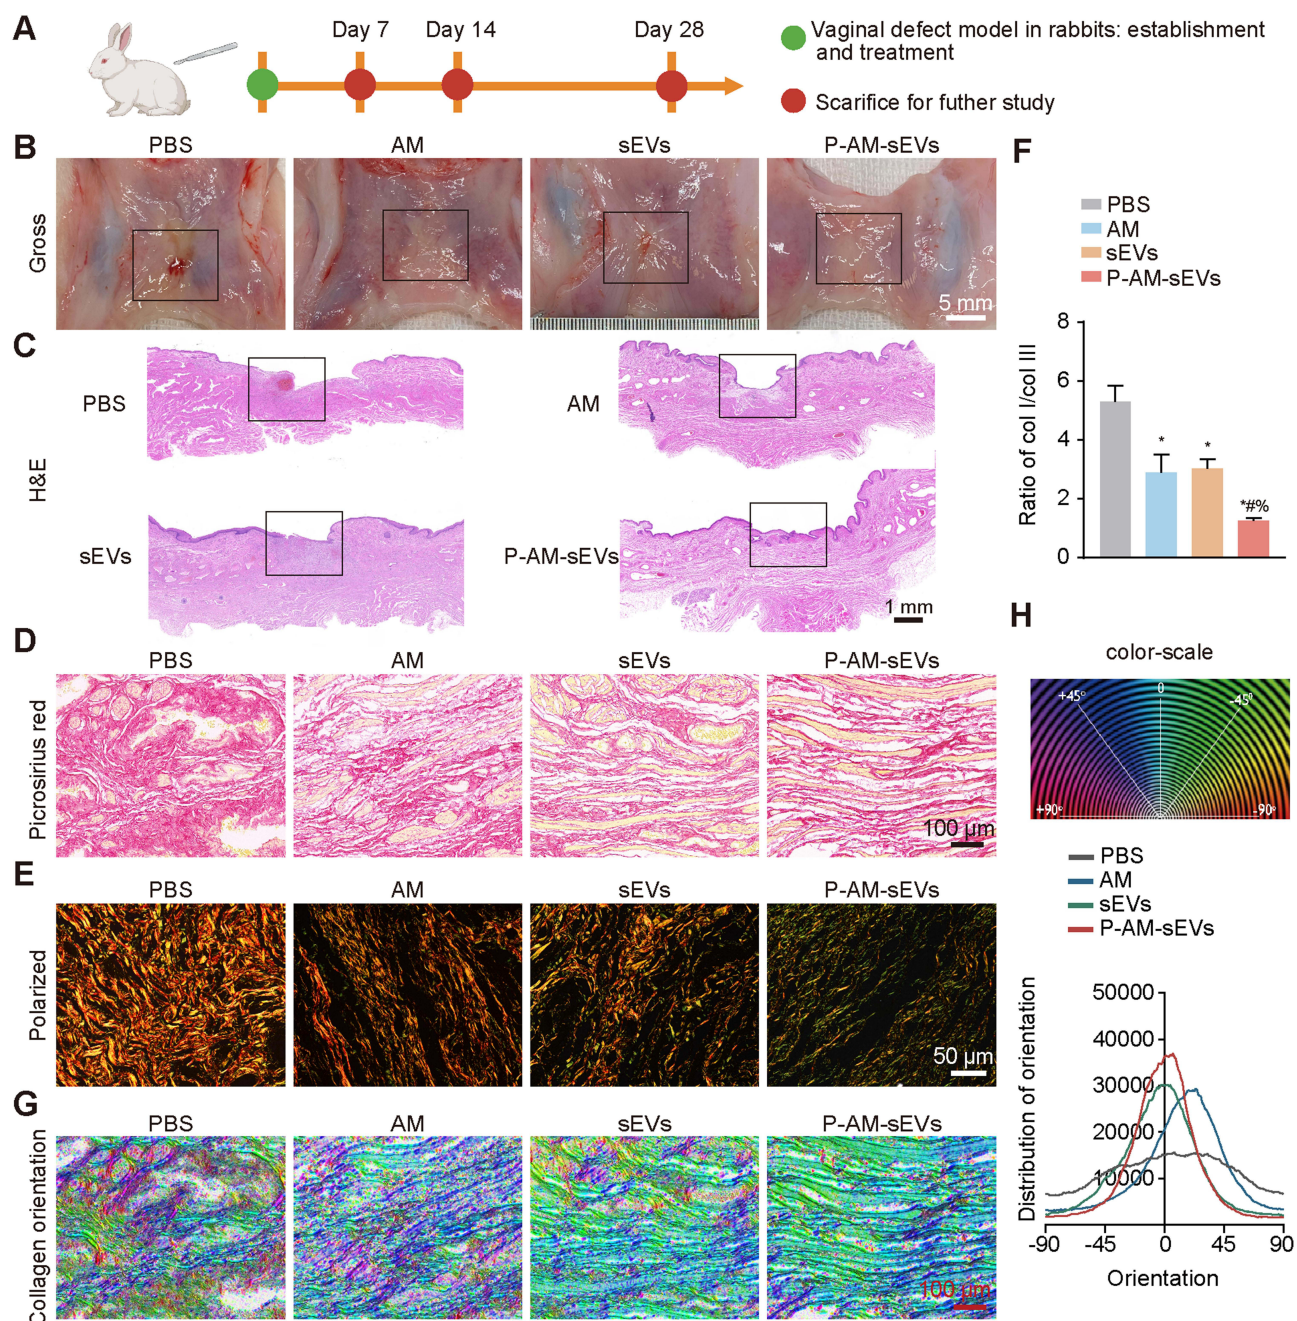 A
Day 7
Day 14
Day 28
Vaginal defect model in rabbits: establishment
and treatment
Scarifice for futher study
B
PBS
AM
sEVs
P-AM-sEVs
Gross
5 mm
C
H&E
PBS
AM
sEVs
P-AM-sEVs
1 mm
D
PBS
AM
sEVs
P-AM-sEVs
Picrosirius red
100 µm
E
PBS
AM
sEVs
P-AM-sEVs
Polarized
50 µm
F
PBS
AM
sEVs
P-AM-sEVs
Ratio of col I/col III
8
6
4
2
0
*
*
*#%
G
PBS
AM
sEVs
P-AM-sEVs
Collagen orientation
100 µm
H
color-scale
+45°
0
-45°
+90°
-90°
PBS
AM
sEVs
P-AM-sEVs
Distribution of orientation
50000
40000
30000
20000
10000
-90
-45
0
45
90
Orientation